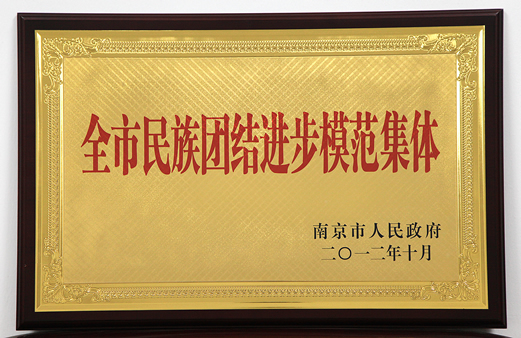 全市民族团结进步模范集体
南京市人民政府
二〇一二年十月